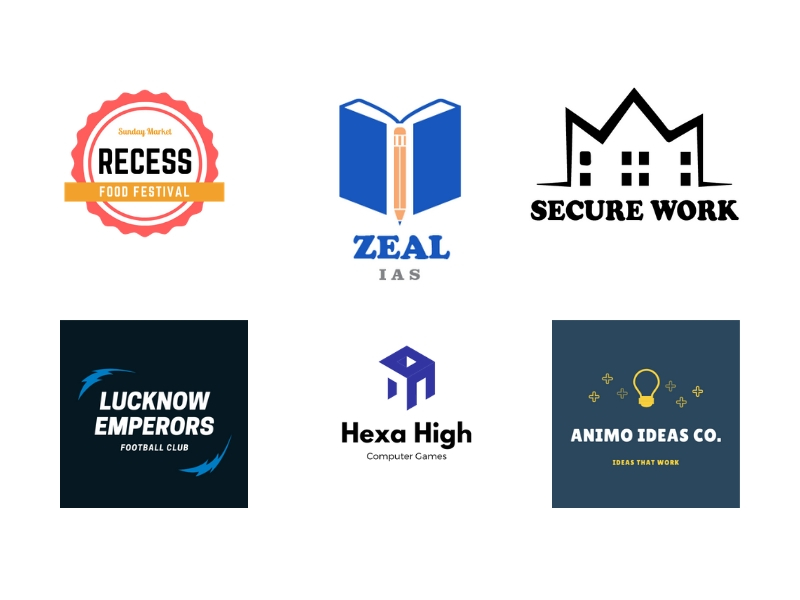 Sunday Market
RECESS
FOOD FESTIVAL
ZEAL
IAS
SECURE WORK
LUCKNOW
EMPERORS
FOOTBALL CLUB
Hexa High
Computer Games
ANIMO IDEAS CO.
IDEAS THAT WORK